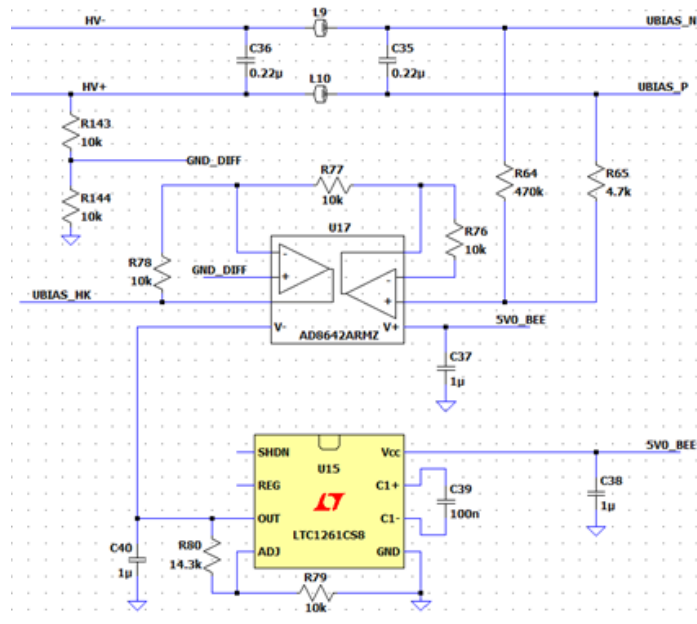 HV-
L9
UBIAS_N
C36
0.22µ
C35
0.22µ
HV+
L10
UBIAS_P
R143
10k
GND_DIFF
R144
10k
R77
10k
R64
470k
R65
4.7k
U17
R76
10k
R78
10k
GND_DIFF
-
+
-
+
UBIAS_HK
V-
V+
AD8642ARMZ
5V0_BEE
C37
1µ
SHDN
Vcc
5V0_BEE
U15
REG
C1+
C39
100n
C38
1µ
OUT
C1-
LTC1261CS8
C40
1µ
R80
14.3k
ADJ
GND
R79
10k